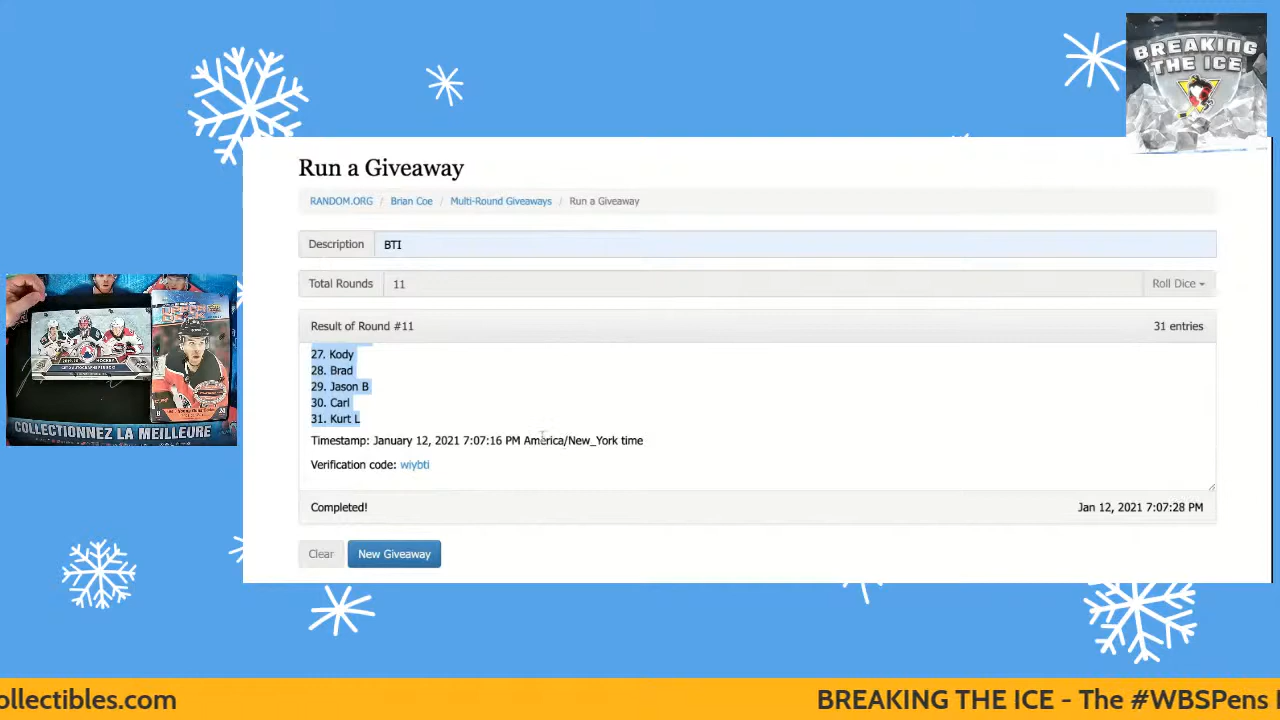 BREAKING
THE ICE
Run a Giveaway
RANDOM.ORG / Brian Coe / Multi-Round Giveaways / Run a Giveaway
Description BTI
Total Rounds 11 Roll Dice
Result of Round #11 31 entries
27. Kody
28. Brad
29. Jason B
30. Carl
31. Kurt L
Timestamp: January 12, 2021 7:07:16 PM America/New_York time
Verification code: wiybti
Completed! Jan 12, 2021 7:07:28 PM
Clear New Giveaway
HOCKEY
COLLECTIONNEZ LA MEILLEURE
ollectibles.com BREAKING THE ICE - The #WBSPens